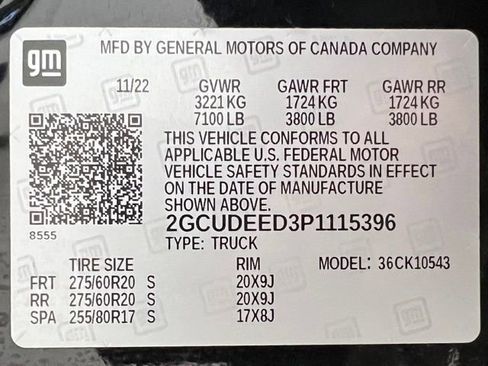 gm MFD BY GENERAL MOTORS OF CANADA COMPANY
11/22 GVWR GAWR FRT GAWR RR
3221 KG 1724 KG 1724 KG
7100 LB 3800 LB 3800 LB
THIS VEHICLE CONFORMS TO ALL
APPLICABLE U.S. FEDERAL MOTOR
VEHICLE SAFETY STANDARDS IN EFFECT
ON THE DATE OF MANUFACTURE
SHOWN ABOVE.
2GCUDEED3P1115396
8555
TYPE: TRUCK
TIRE SIZE RIM MODEL: 36CK10543
FRT 275/60R20 S 20X9J
RR 275/60R20 S 20X9J
SPA 255/80R17 S 17X8J